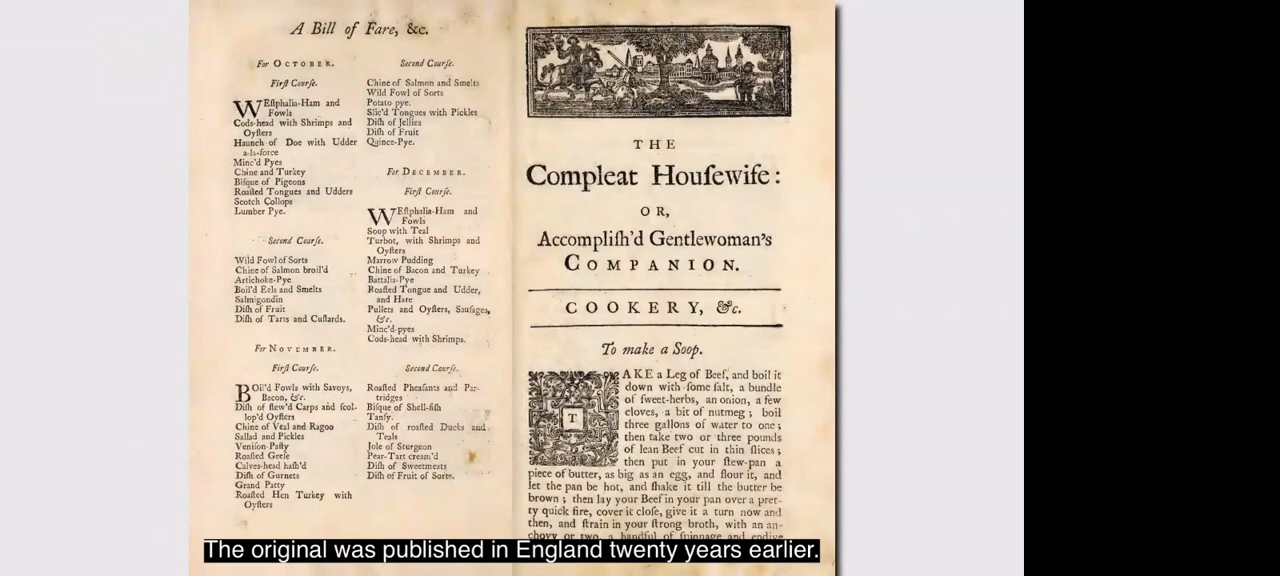 A Bill of Fare, &c.
For OCTOBER.
First Course.
WEſtphalia-Ham and
Fowls
Cods-head with Shrimps and
Oyſters
Haunch of Doe with Udder
a-la-force
Minc'd Pyes
Chine and Turkey
Biſque of Pigeons
Roaſted Tongues and Udders
Scotch Collops
Lumber Pye.
Second Courſe.
Wild Fowl of Sorts
Chine of Salmon broil'd
Artichoke-Pye
Boil'd Eels and Smelts
Salmigondin
Diſh of Fruit
Diſh of Tarts and Cuſtards.
For NOVEMBER.
Firſt Courſe.
BOil'd Fowls with Savoys,
Bacon, &c.
Diſh of ſtew'd Carps and ſcol-
lop'd Oyſters
Chine of Veal and Ragoo
Sallad and Pickles
Veniſon-Paſty
Roaſted Geeſe
Calves-head haſh'd
Diſh of Gurnets
Grand Patty
Roaſted Hen Turkey with
Oyſters
Second Courſe.
Chine of Salmon and Smelts
Wild Fowl of Sorts
Potato pye.
Slic'd Tongues with Pickles
Diſh of Jellies
Diſh of Fruit
Quince-Pye.
For DECEMBER.
Firſt Courſe.
WEſtphalia-Ham and
Fowls
Soop with Teal
Turbot, with Shrimps and
Oyſters
Marrow Pudding
Chine of Bacon and Turkey
Battalia-Pye
Roaſted Tongue and Udder,
and Hare
Pullets and Oyſters, Sauſages,
&c.
Minc'd-pyes
Cods-head with Shrimps.
Second Courſe.
Roaſted Pheaſants and Par-
tridges
Biſque of Shell-fiſh
Tanſy.
Diſh of roaſted Ducks and
Teals
Jole of Sturgeon
Pear-Tart cream'd
Diſh of Sweetmeats
Diſh of Fruit of Sorts.
THE
Compleat Houſewife:
OR,
Accompliſh'd Gentlewoman's
COMPANION.
COOKERY, &c.
To make a Soop.
TAKE a Leg of Beef, and boil it
down with ſome ſalt, a bundle
of ſweet-herbs, an onion, a few
cloves, a bit of nutmeg; boil
three gallons of water to one;
then take two or three pounds
of lean Beef cut in thin ſlices;
then put in your ſtew-pan a
piece of butter, as big as an egg, and flour it, and
let the pan be hot, and ſhake it till the butter be
brown; then lay your Beef in your pan over a pret-
ty quick fire, cover it cloſe, give it a turn now and
then, and ſtrain in your ſtrong broth, with an an-
chovy or two, a handful of ſpinnage and endive
The original was published in England twenty years earlier.